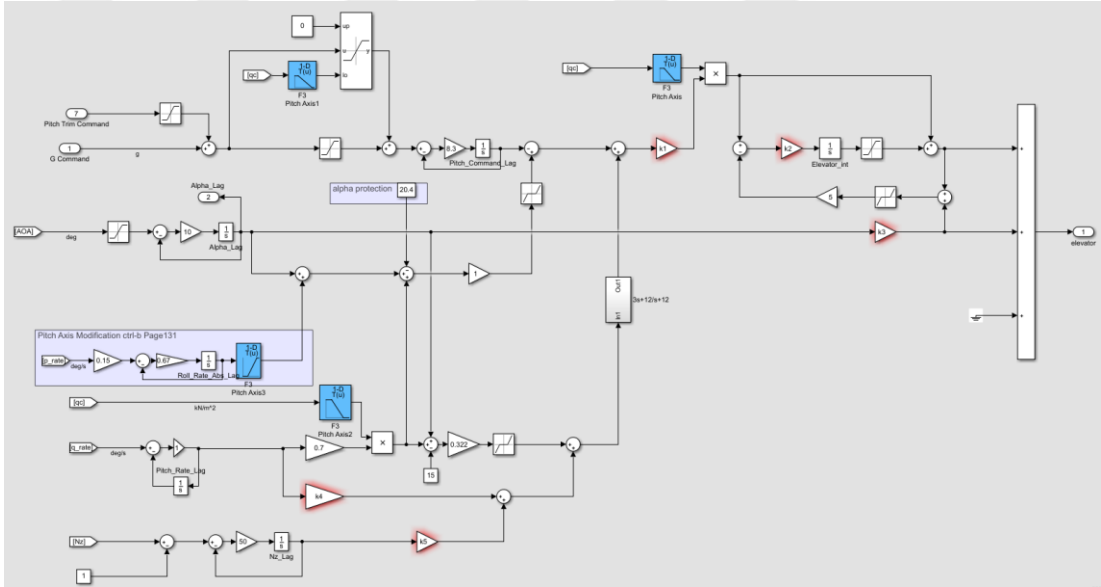 0
up
u
y
lo
1-D
T(u)
[qc]
F3
Pitch Axis1
[qc]
1-D
T(u)
F3
Pitch Axis
×
7
Pitch Trim Command
1
G Command
g
8.3
1
s
Pitch_Command_Lag
k1
k2
1
s
Elevator_int
5
alpha protection
20.4
Alpha_Lag
2
[AOA]
deg
10
1
s
Alpha_Lag
k3
1
elevator
1
Out1
In1
3s+12/s+12
Pitch Axis Modification ctrl-b Page131
[p_rate]
deg/s
0.15
0.67
1
s
Roll_Rate_Abs_Lag
1-D
T(u)
F3
Pitch Axis3
[qc]
kN/m^2
1-D
T(u)
F3
Pitch Axis2
×
[q_rate]
deg/s
1
Pitch_Rate_Lag
1
s
0.7
0.322
15
k4
[Nz]
50
1
s
Nz_Lag
k5
1